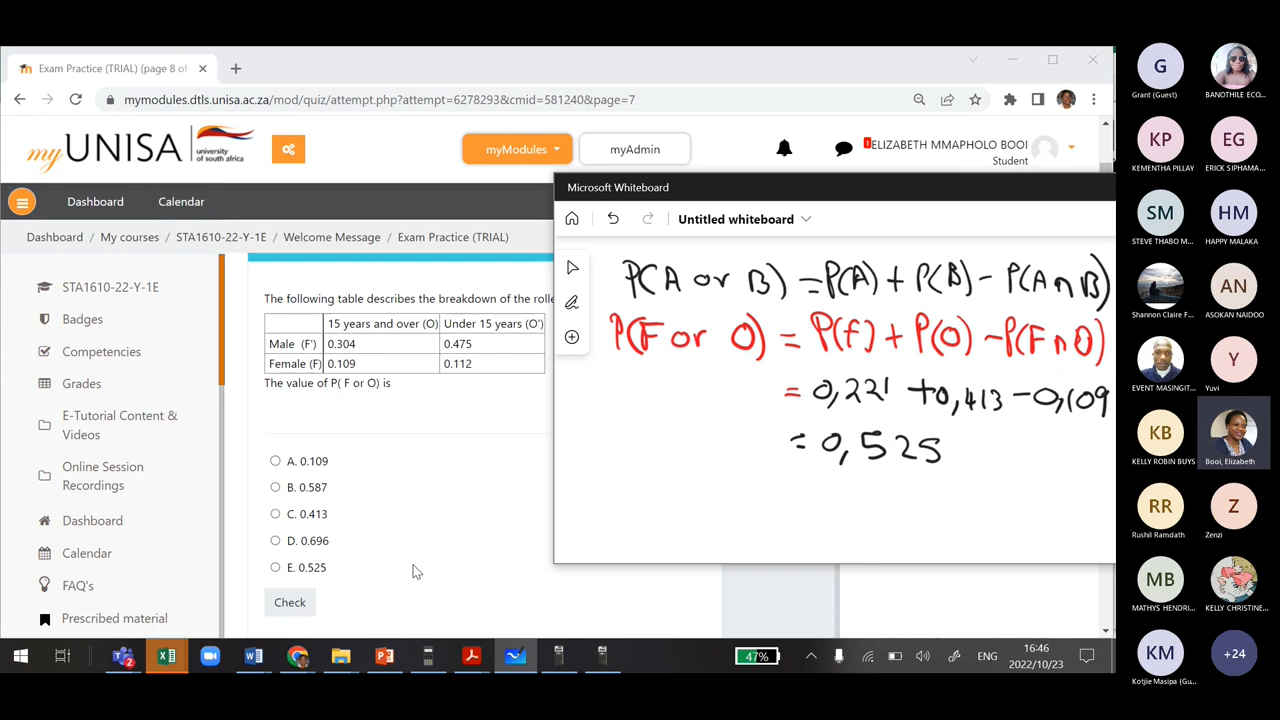 Exam Practice (TRIAL) (page 8 of
mymodules.dtls.unisa.ac.za/mod/quiz/attempt.php?attempt=6278293&cmid=581240&page=7
myUNISA university of south africa
myModules
myAdmin
1 ELIZABETH MMAPHOLO BOOI
Student
Dashboard Calendar
Dashboard / My courses / STA1610-22-Y-1E / Welcome Message / Exam Practice (TRIAL)
STA1610-22-Y-1E
Badges
Competencies
Grades
E-Tutorial Content &
Videos
Online Session
Recordings
Dashboard
Calendar
FAQ's
Prescribed material
The following table describes the breakdown of the rolle
15 years and over (O) Under 15 years (O')
Male (F') 0.304 0.475
Female (F) 0.109 0.112
The value of P( F or O) is
A. 0.109
B. 0.587
C. 0.413
D. 0.696
E. 0.525
Check
Microsoft Whiteboard
Untitled whiteboard
P(A or B) = P(A) + P(B) - P(A∩B)
P(F or O) = P(F) + P(O) - P(F∩O)
= 0,221 + 0,413 - 0,109
= 0,525
G
Grant (Guest)
BANOTHILE ECO...
KP
KEMENTHA PILLAY
EG
ERICK SIPHAMA...
SM
STEVE THABO M...
HM
HAPPY MALAKA
Shannon Claire F...
AN
ASOKAN NAIDOO
EVENT MASINGIT...
Y
Yuvi
KB
KELLY ROBIN BUYS
Booi, Elizabeth
RR
Rushil Ramdath
Z
Zenzi
MB
MATHYS HENDRI...
KELLY CHRISTINE...
KM
Kotjie Masipa (Gu...
+24
47%
ENG
16:46
2022/10/23